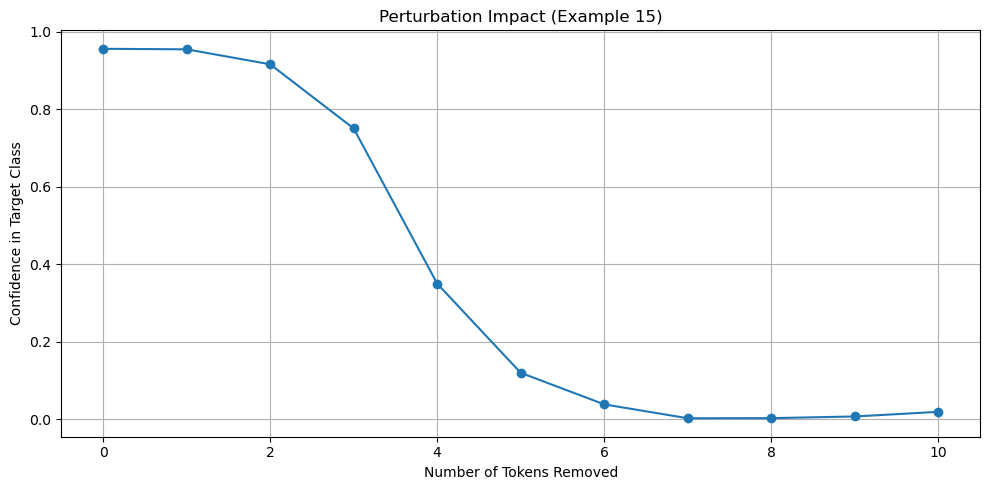 Perturbation Impact (Example 15)
Confidence in Target Class
1.0
0.8
0.6
0.4
0.2
0.0
0 2 4 6 8 10
Number of Tokens Removed